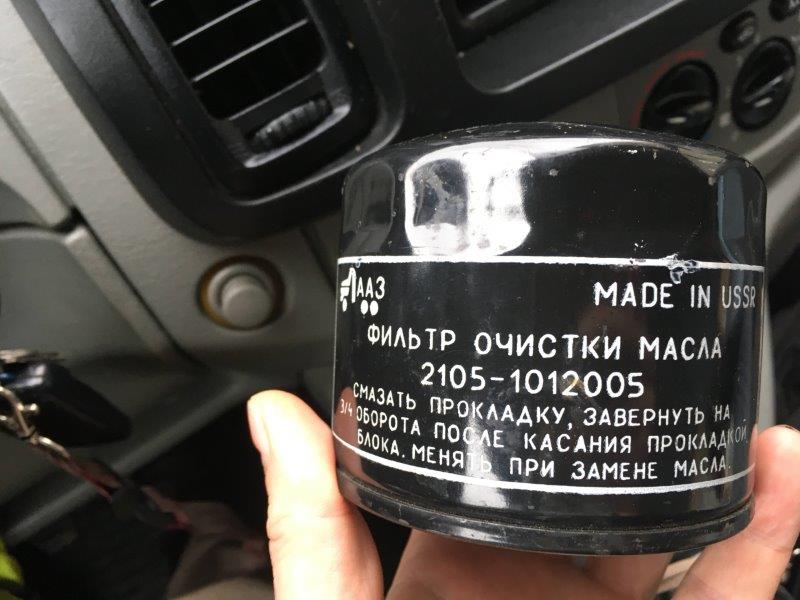 ААЗ
MADE IN USSR
ФИЛЬТР ОЧИСТКИ МАСЛА
2105-1012005
СМАЗАТЬ ПРОКЛАДКУ, ЗАВЕРНУТЬ НА
3/4 ОБОРОТА ПОСЛЕ КАСАНИЯ ПРОКЛАДКОЙ
БЛОКА. МЕНЯТЬ ПРИ ЗАМЕНЕ МАСЛА.